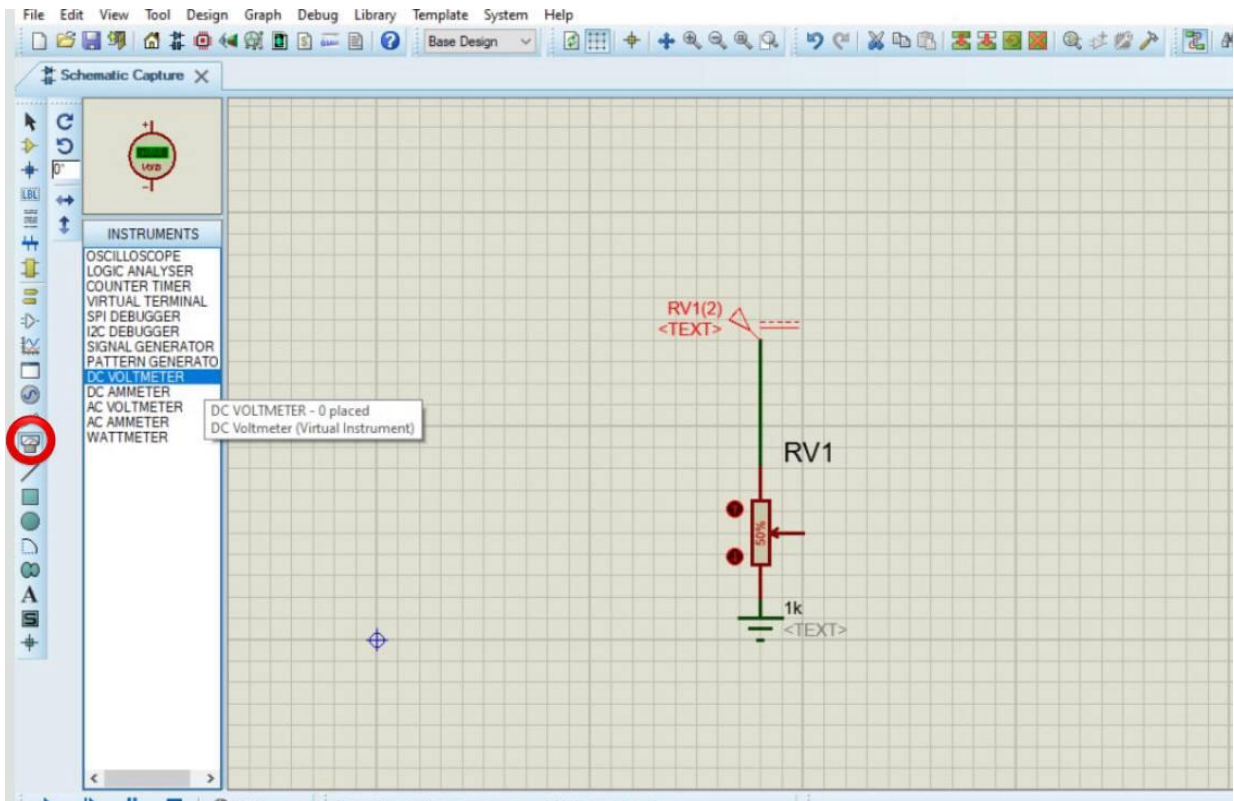 File Edit View Tool Design Graph Debug Library Template System Help
Base Design
Schematic Capture
0°
LBL
+
Volts
−
INSTRUMENTS
OSCILLOSCOPE
LOGIC ANALYSER
COUNTER TIMER
VIRTUAL TERMINAL
SPI DEBUGGER
I2C DEBUGGER
SIGNAL GENERATOR
PATTERN GENERATO
DC VOLTMETER
DC AMMETER
AC VOLTMETER
AC AMMETER
WATTMETER
DC VOLTMETER - 0 placed
DC Voltmeter (Virtual Instrument)
A
S
RV1(2)
<TEXT>
RV1
50%
1k
<TEXT>